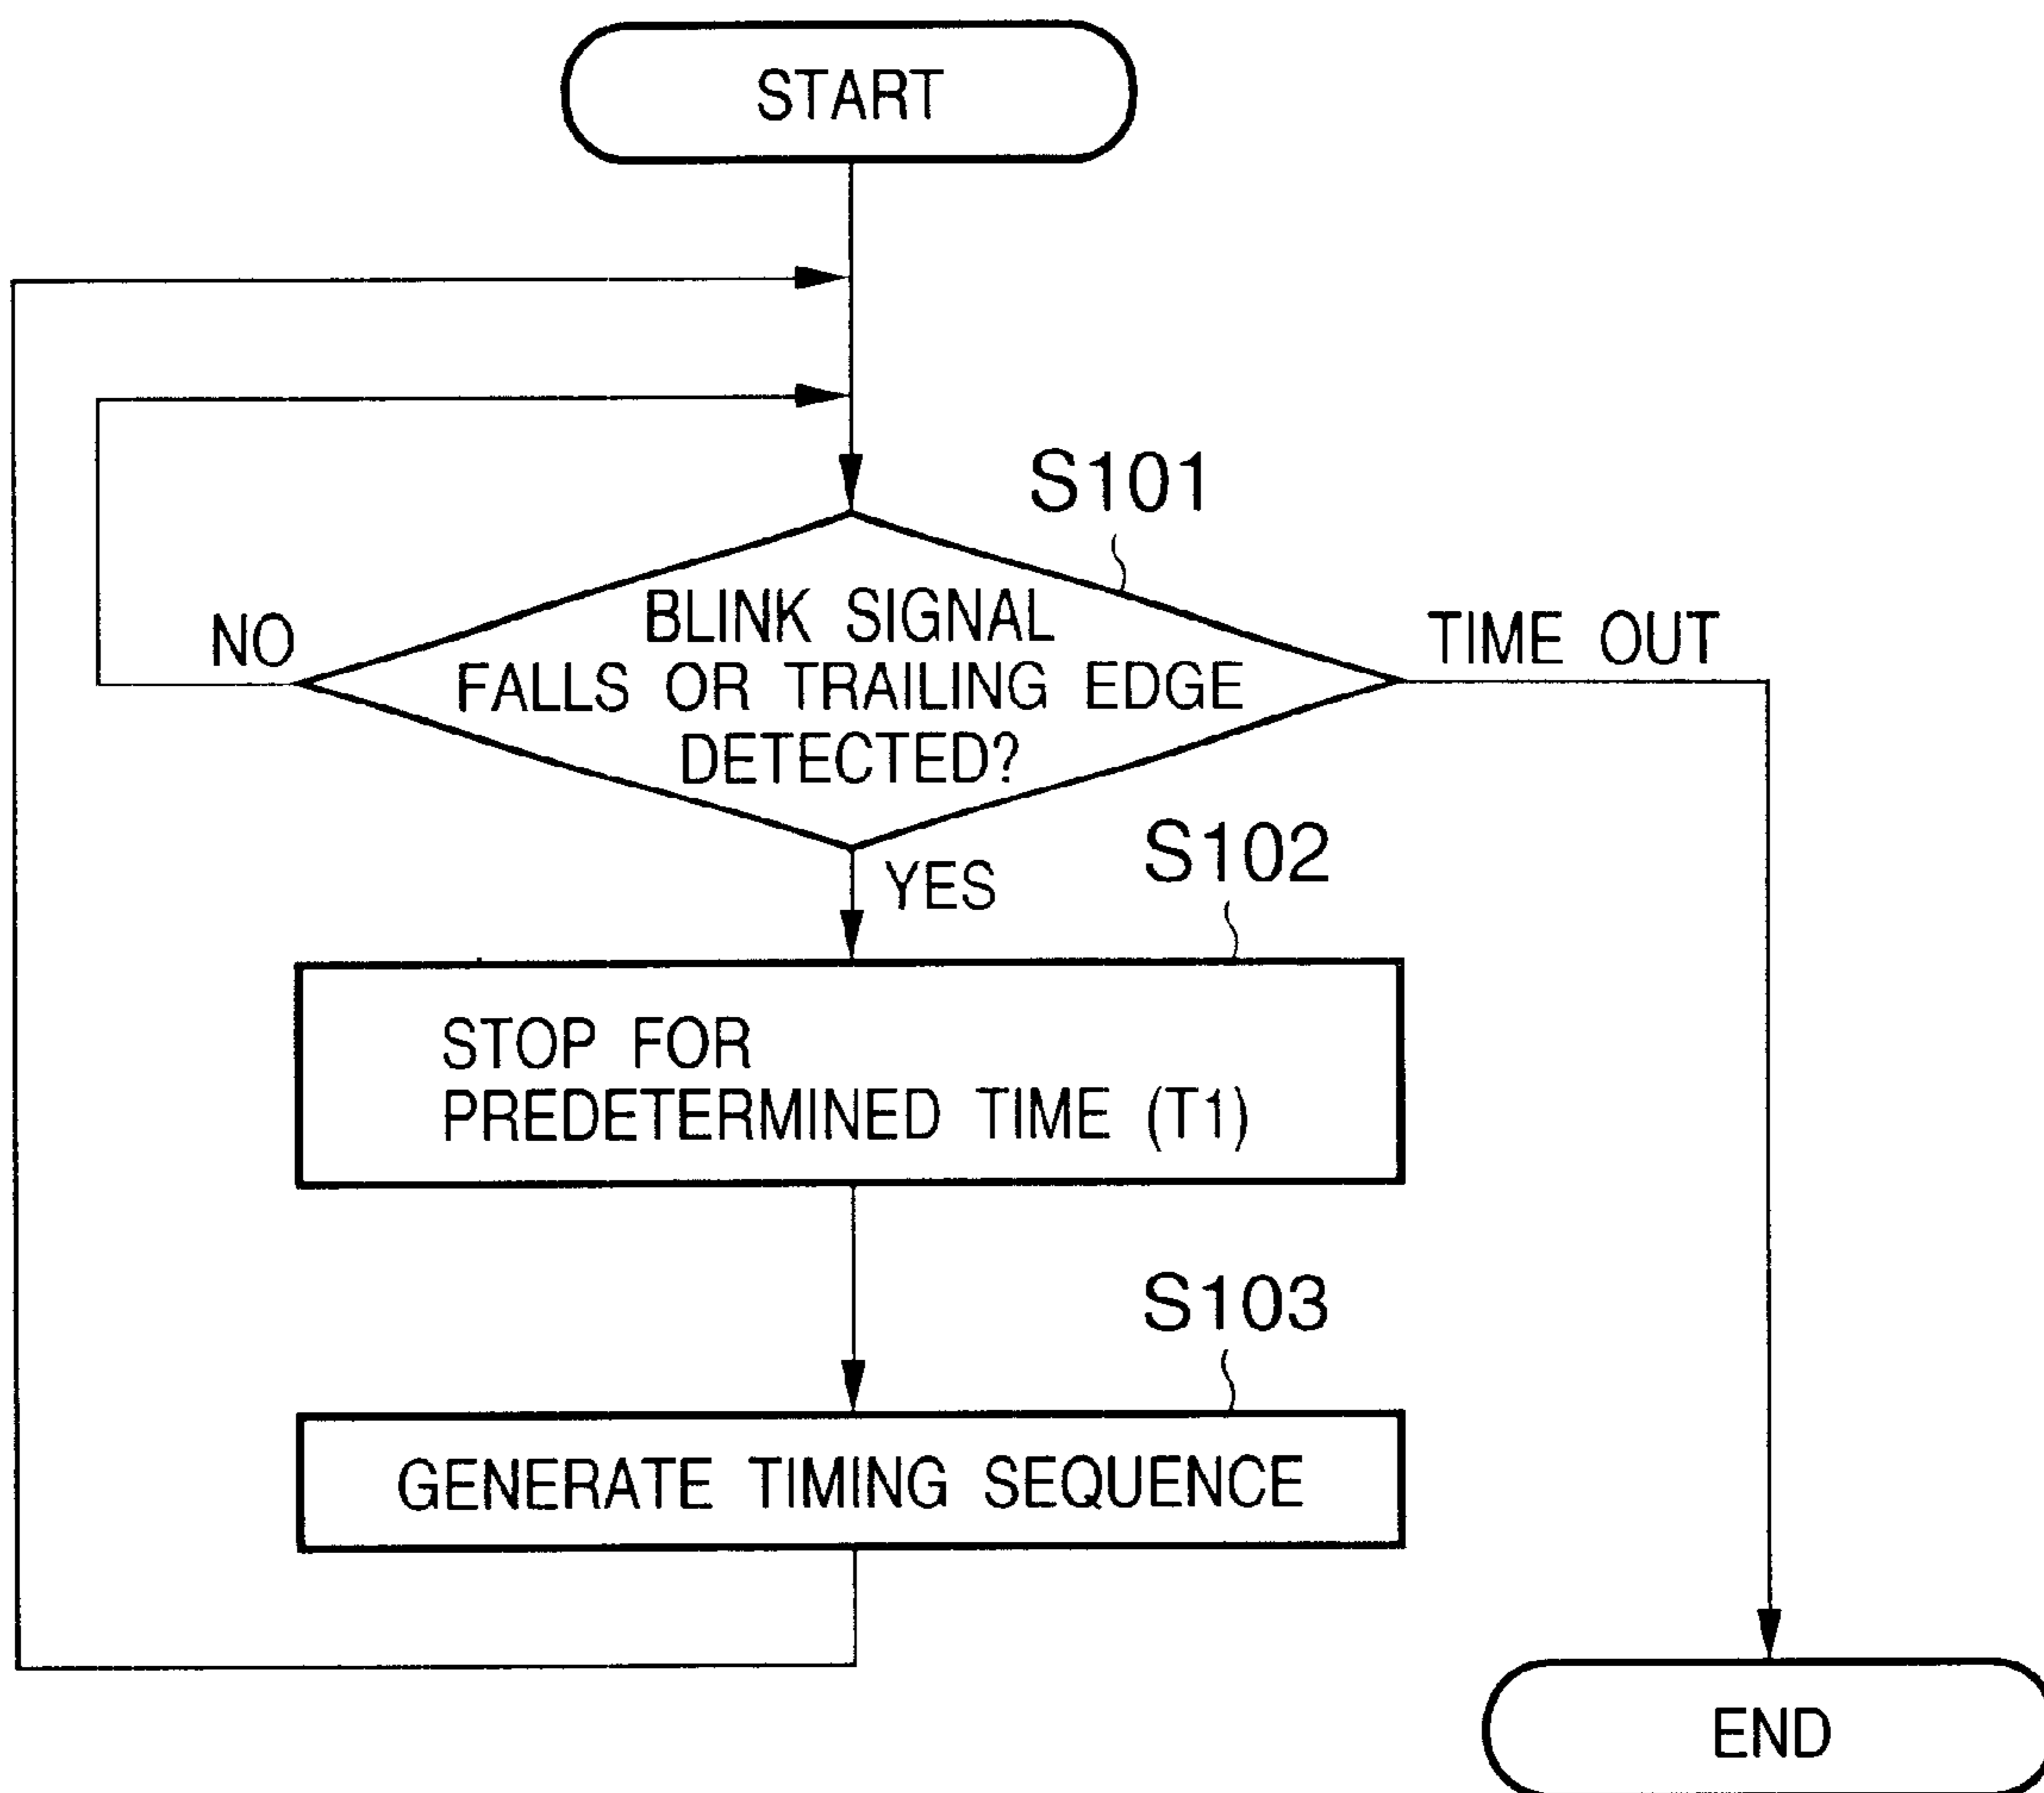 START
S101
BLINK SIGNAL
FALLS OR TRAILING EDGE
DETECTED?
NO
TIME OUT
YES
S102
STOP FOR
PREDETERMINED TIME (T1)
S103
GENERATE TIMING SEQUENCE
END